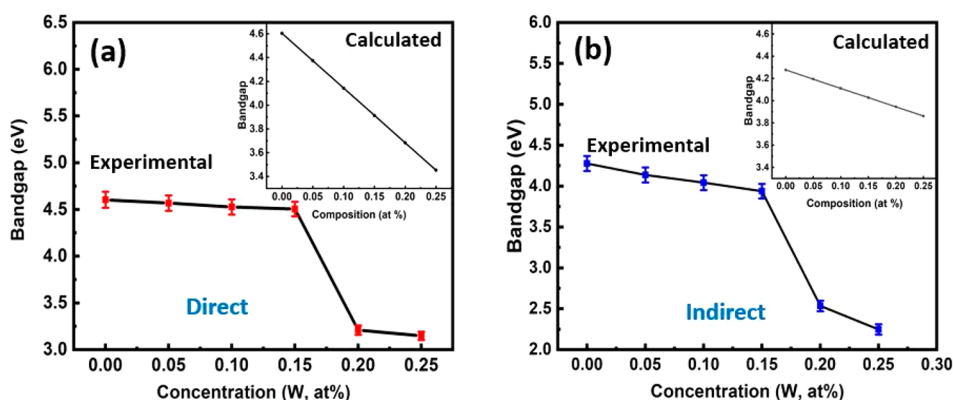 (a)
Calculated
Experimental
Direct
Bandgap (eV)
6.5
6.0
5.5
5.0
4.5
4.0
3.5
3.0
0.00 0.05 0.10 0.15 0.20 0.25
Concentration (W, at%)
Bandgap
4.6
4.4
4.2
4.0
3.8
3.6
3.4
0.00 0.05 0.10 0.15 0.20 0.25
Composition (at %)
(b)
Calculated
Experimental
Indirect
Bandgap (eV)
6.0
5.5
5.0
4.5
4.0
3.5
3.0
2.5
2.0
0.00 0.05 0.10 0.15 0.20 0.25 0.30
Concentration (W, at%)
Bandgap
4.6
4.4
4.2
4.0
3.8
3.6
3.4
0.00 0.05 0.10 0.15 0.20 0.25
Composition (at %)